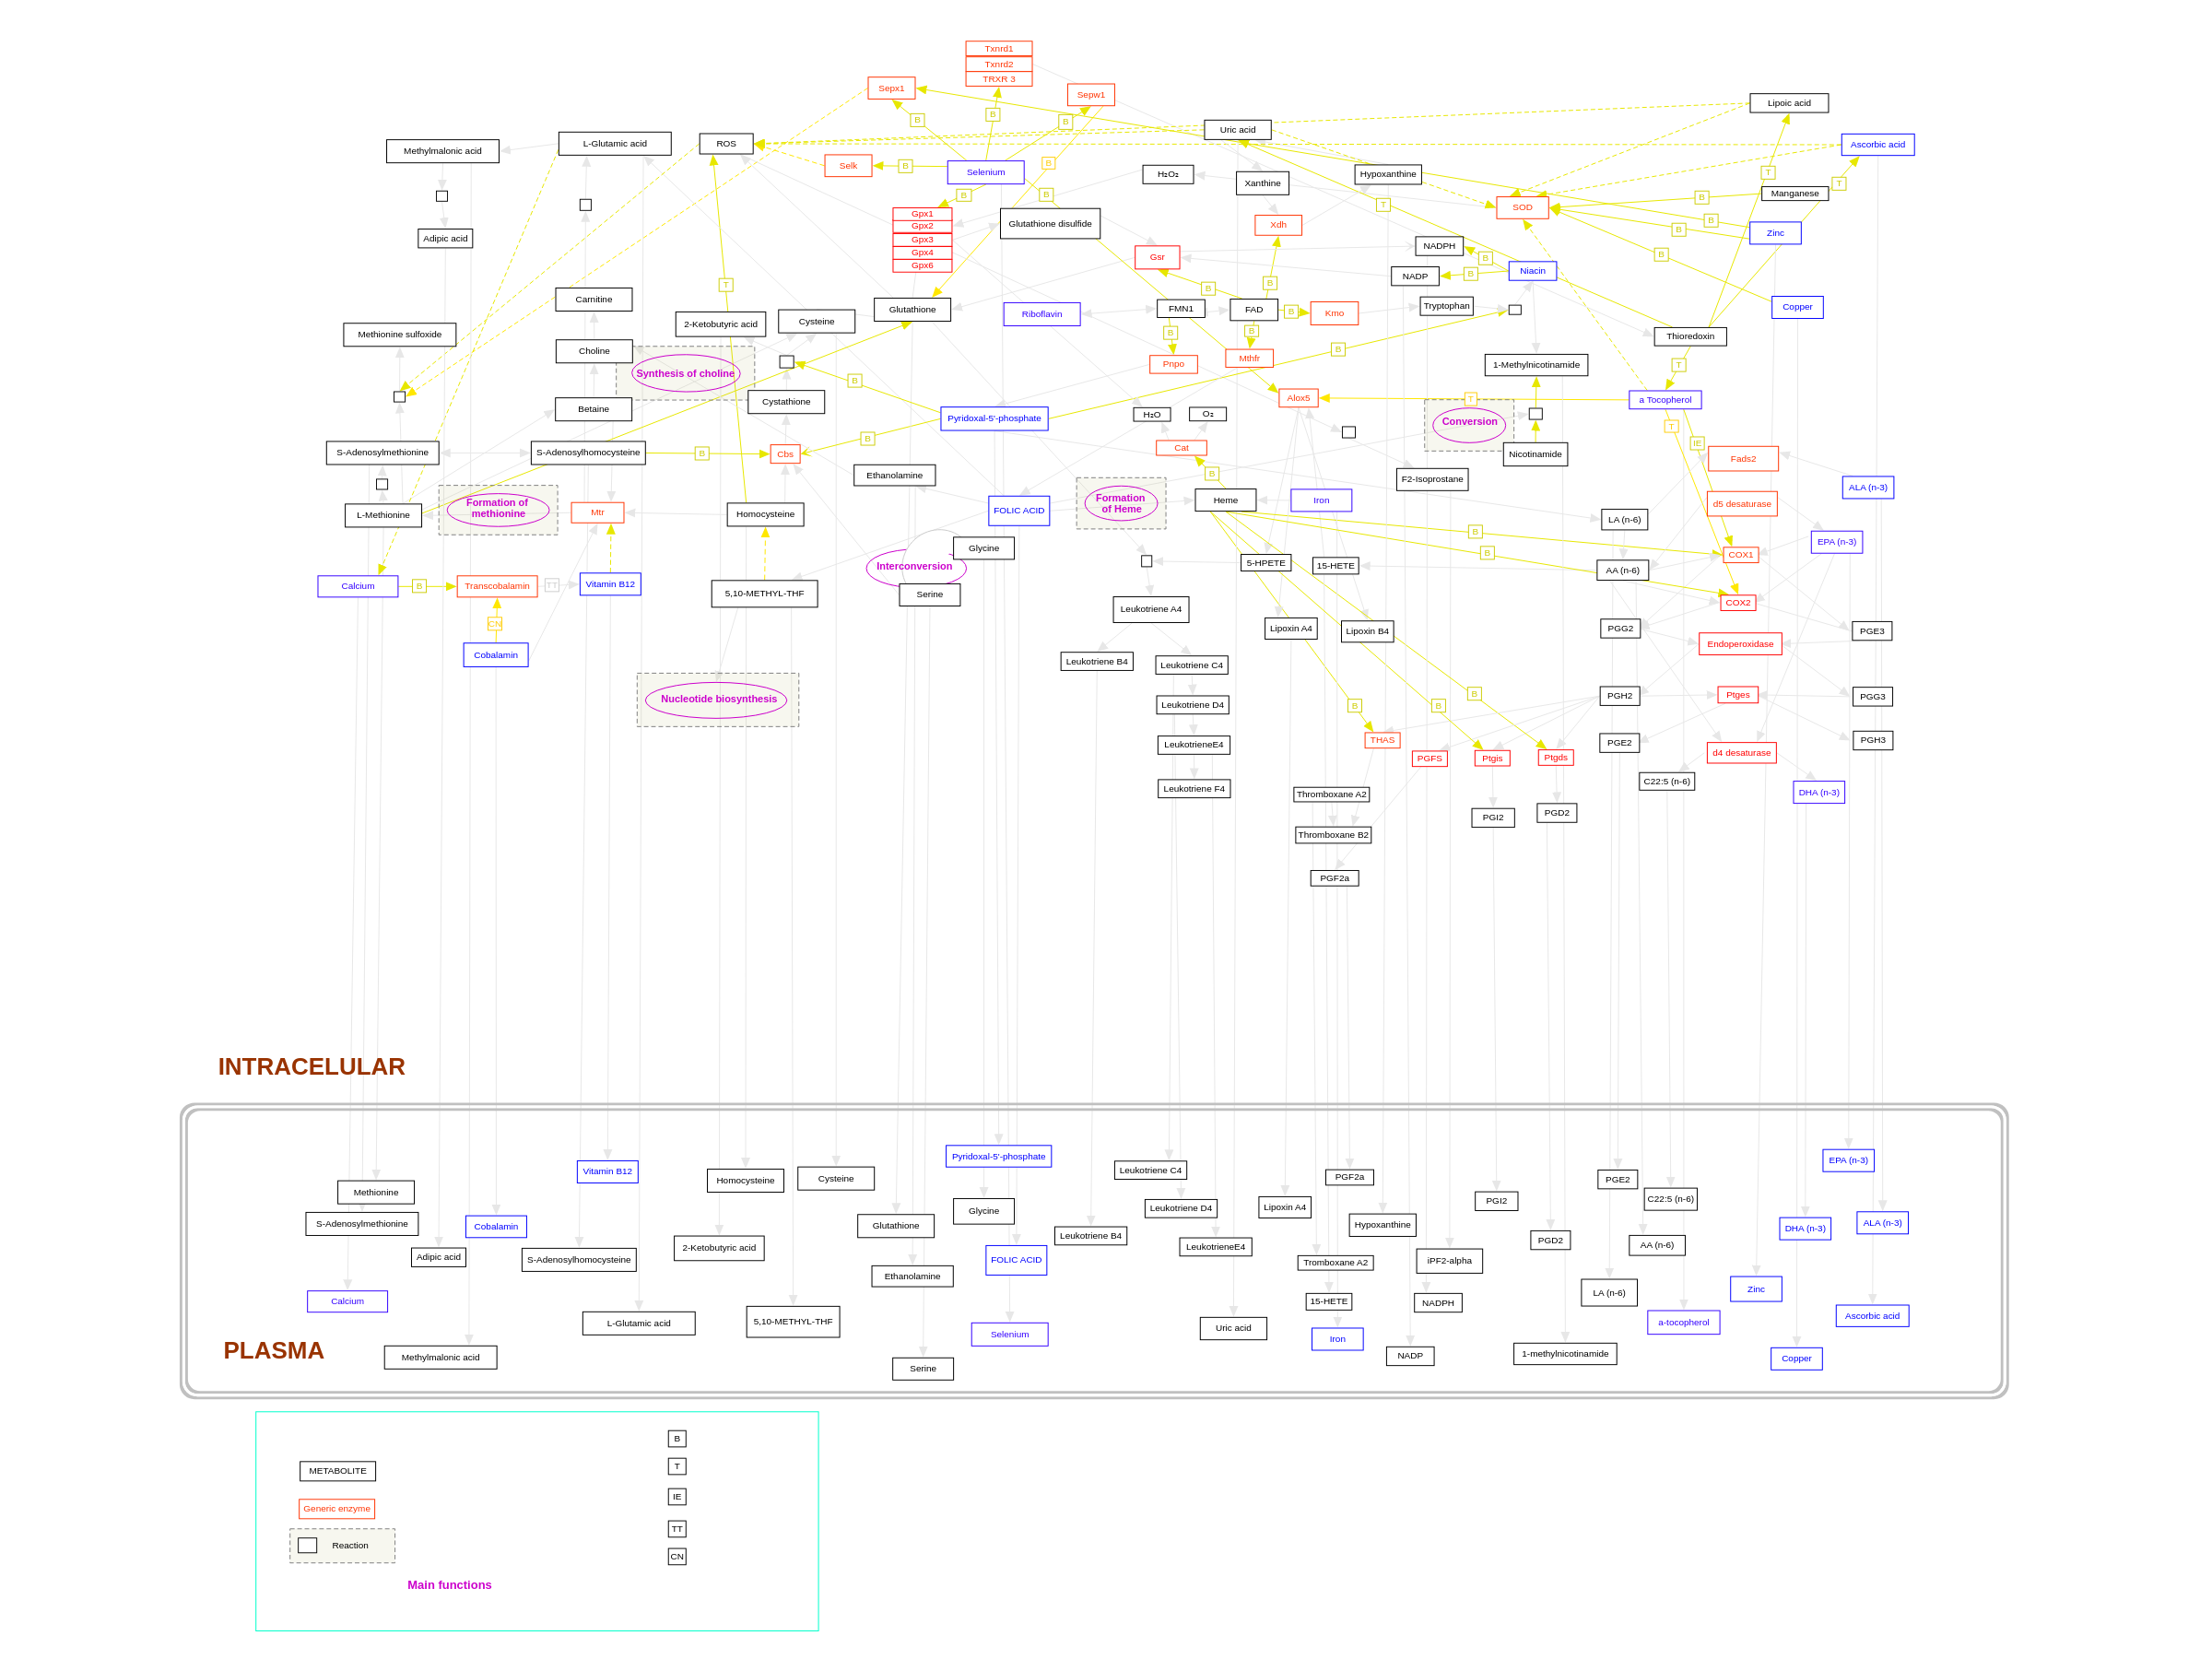 Txnrd1
Txnrd2
TRXR 3
Sepx1
Sepw1
Lipoic acid
B
B
B
Uric acid
Methylmalonic acid
L-Glutamic acid
ROS
Ascorbic acid
Selk
B
Selenium
B
H₂O₂
Xanthine
Hypoxanthine
T
T
Manganese
B
B
B
T
SOD
Gpx1
Gpx2
Gpx3
Gpx4
Gpx6
Glutathione disulfide
Xdh
B
B
Zinc
Adipic acid
Gsr
NADPH
B
B
NADP
B
Niacin
T
B
B
Carnitine
Glutathione
Riboflavin
FMN1
FAD
B
Kmo
Tryptophan
Copper
Methionine sulfoxide
2-Ketobutyric acid
Cysteine
B
B
Thioredoxin
Choline
Synthesis of choline
B
Pnpo
Mthfr
1-Methylnicotinamide
T
B
Cystathione
Alox5
T
a Tocopherol
Betaine
Pyridoxal-5'-phosphate
H₂O
O₂
Conversion
T
B
IE
S-Adenosylmethionine
S-Adenosylhomocysteine
B
Cbs
Cat
Nicotinamide
Fads2
Ethanolamine
B
F2-Isoprostane
ALA (n-3)
L-Methionine
Formation of
methionine
Mtr
Homocysteine
FOLIC ACID
Formation
of Heme
Heme
Iron
d5 desaturase
LA (n-6)
B
B
EPA (n-3)
Glycine
COX1
Interconversion
5-HPETE
15-HETE
AA (n-6)
Calcium
B
Transcobalamin
TT
Vitamin B12
5,10-METHYL-THF
Serine
COX2
CN
Leukotriene A4
Lipoxin A4
Lipoxin B4
PGG2
PGE3
Cobalamin
Endoperoxidase
Leukotriene B4
Leukotriene C4
Nucleotide biosynthesis
B
B
B
PGH2
Ptges
PGG3
Leukotriene D4
LeukotrieneE4
THAS
PGE2
PGH3
PGFS
Ptgis
Ptgds
d4 desaturase
Leukotriene F4
C22:5 (n-6)
Thromboxane A2
DHA (n-3)
PGI2
PGD2
Thromboxane B2
PGF2a
INTRACELULAR
Pyridoxal-5'-phosphate
EPA (n-3)
Vitamin B12
Homocysteine
Cysteine
Leukotriene C4
PGF2a
PGE2
Methionine
Glycine
Leukotriene D4
Lipoxin A4
PGI2
C22:5 (n-6)
S-Adenosylmethionine
Cobalamin
Glutathione
Leukotriene B4
Hypoxanthine
DHA (n-3)
ALA (n-3)
Adipic acid
S-Adenosylhomocysteine
2-Ketobutyric acid
FOLIC ACID
LeukotrieneE4
PGD2
AA (n-6)
Ethanolamine
Tromboxane A2
iPF2-alpha
Calcium
15-HETE
NADPH
LA (n-6)
Zinc
L-Glutamic acid
5,10-METHYL-THF
Selenium
Uric acid
Iron
a-tocopherol
Ascorbic acid
PLASMA
Methylmalonic acid
Serine
NADP
1-methylnicotinamide
Copper
B
METABOLITE
T
IE
Generic enzyme
TT
Reaction
CN
Main functions